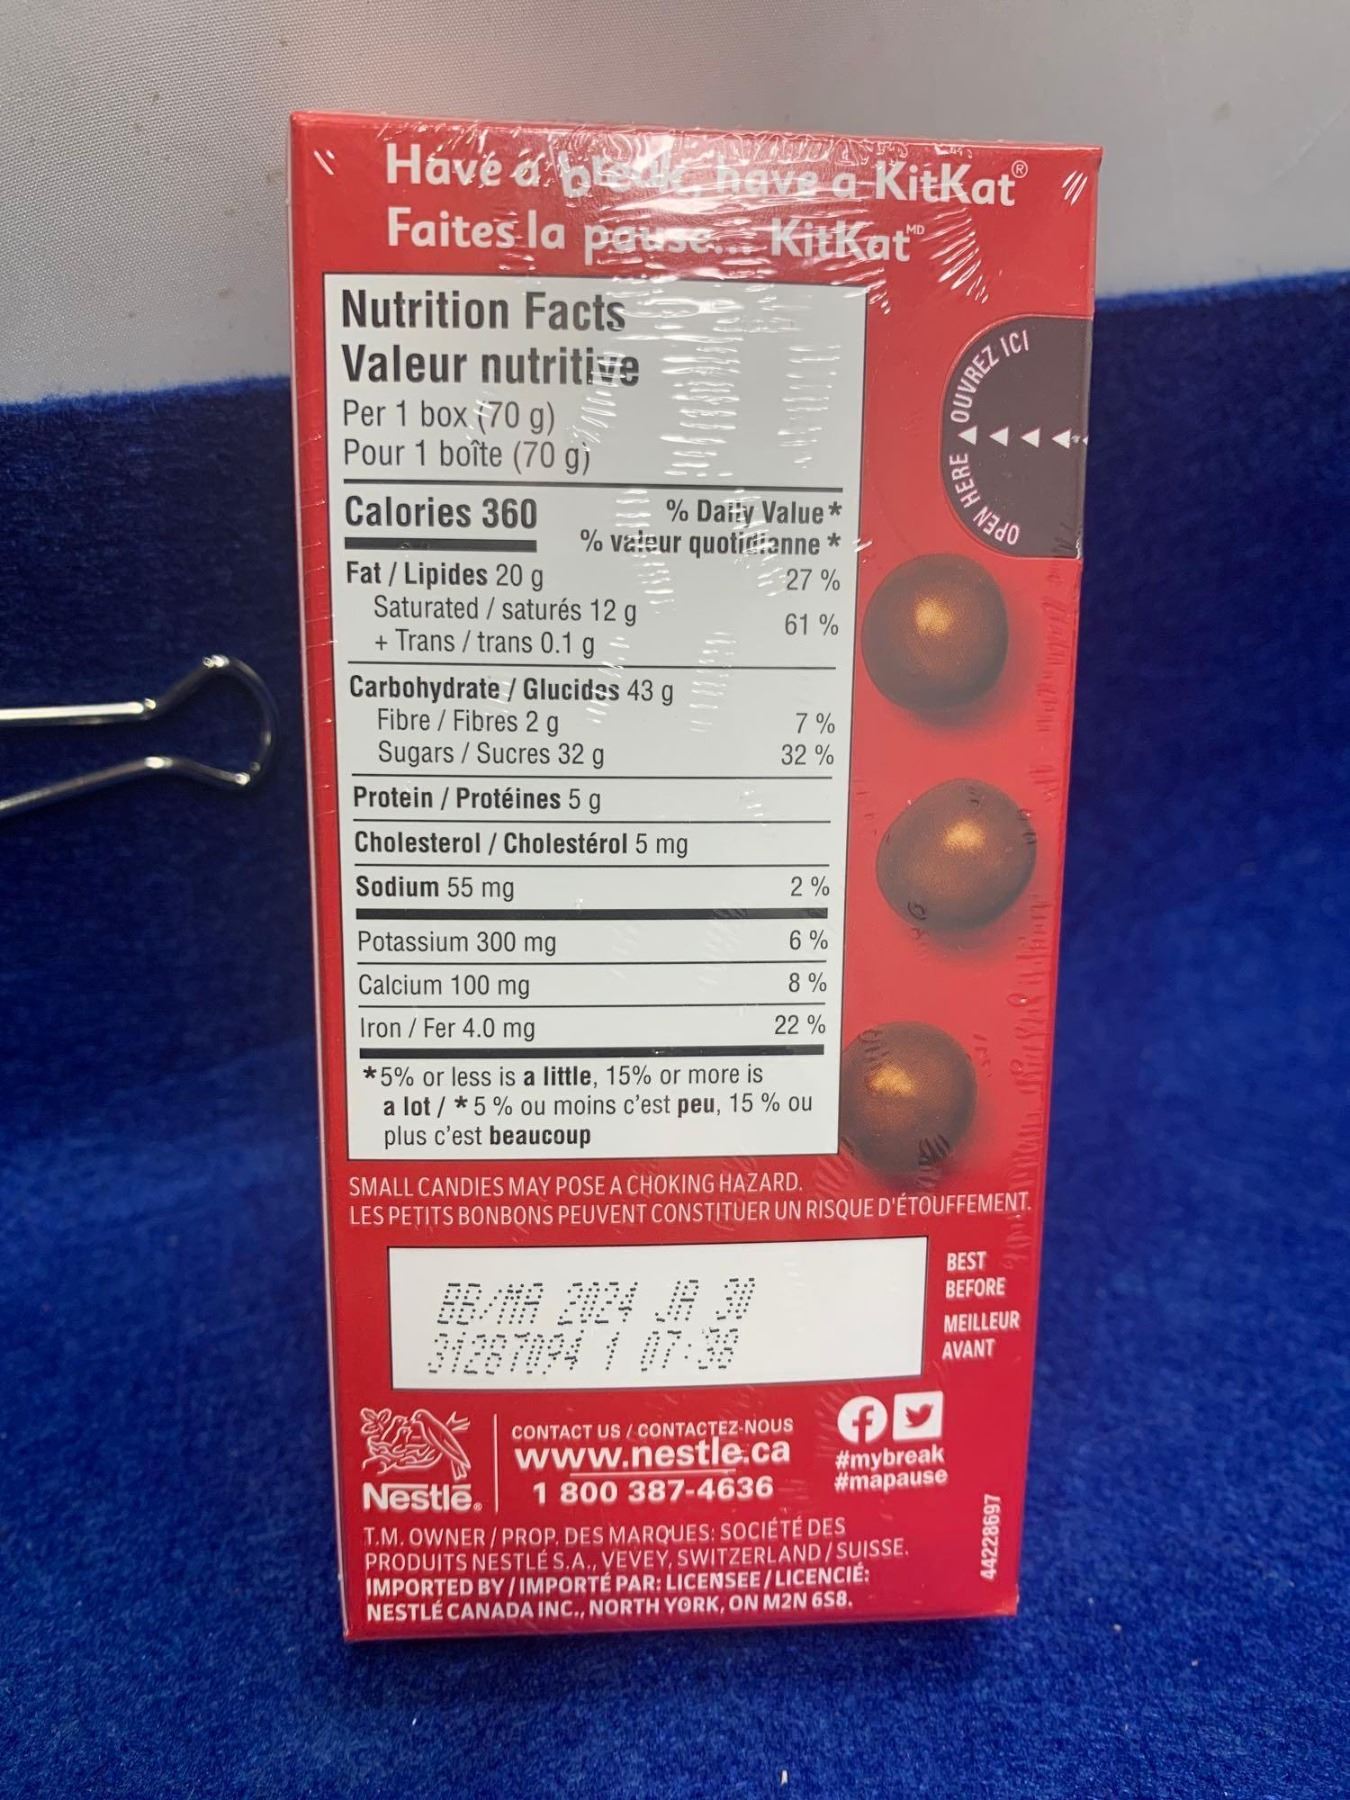 Have a break, have a KitKat®
Faites la pause... KitKat MD
Nutrition Facts
Valeur nutritive
Per 1 box (70 g)
Pour 1 boîte (70 g)
Calories 360
% Daily Value*
% valeur quotidienne*
Fat / Lipides 20 g 27 %
Saturated / saturés 12 g
+ Trans / trans 0.1 g 61 %
Carbohydrate / Glucides 43 g
Fibre / Fibres 2 g 7 %
Sugars / Sucres 32 g 32 %
Protein / Protéines 5 g
Cholesterol / Cholestérol 5 mg
Sodium 55 mg 2 %
Potassium 300 mg 6 %
Calcium 100 mg 8 %
Iron / Fer 4.0 mg 22 %
*5% or less is a little, 15% or more is
a lot / *5 % ou moins c'est peu, 15 % ou
plus c'est beaucoup
OPEN HERE ▲ OUVREZ ICI
SMALL CANDIES MAY POSE A CHOKING HAZARD.
LES PETITS BONBONS PEUVENT CONSTITUER UN RISQUE D'ÉTOUFFEMENT.
BB/MA 2024 JA 30
31287094 1 07:38
BEST
BEFORE
MEILLEUR
AVANT
Nestlé®
CONTACT US / CONTACTEZ-NOUS
www.nestle.ca
1 800 387-4636
#mybreak
#mapause
T.M. OWNER / PROP. DES MARQUES: SOCIÉTÉ DES
PRODUITS NESTLÉ S.A., VEVEY, SWITZERLAND / SUISSE.
IMPORTED BY / IMPORTÉ PAR: LICENSEE / LICENCIÉ:
NESTLÉ CANADA INC., NORTH YORK, ON M2N 6S8.
44228697